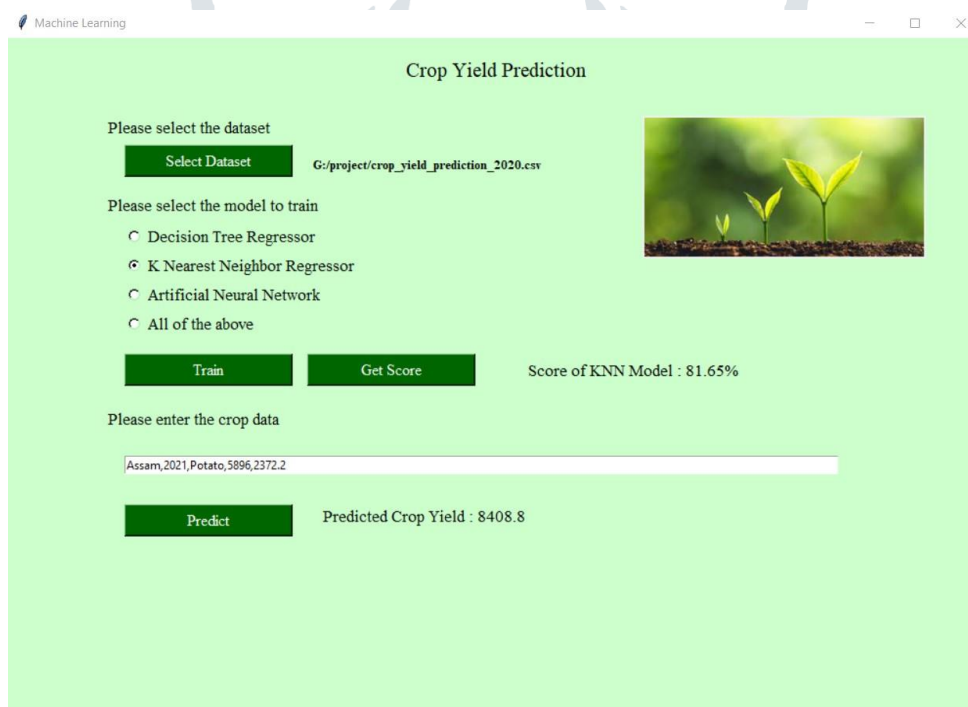 Machine Learning
Crop Yield Prediction
Please select the dataset
Select Dataset G:/project/crop_yield_prediction_2020.csv
Please select the model to train
Decision Tree Regressor
K Nearest Neighbor Regressor
Artificial Neural Network
All of the above
Train Get Score Score of KNN Model : 81.65%
Please enter the crop data
Assam,2021,Potato,5896,2372.2
Predict Predicted Crop Yield : 8408.8